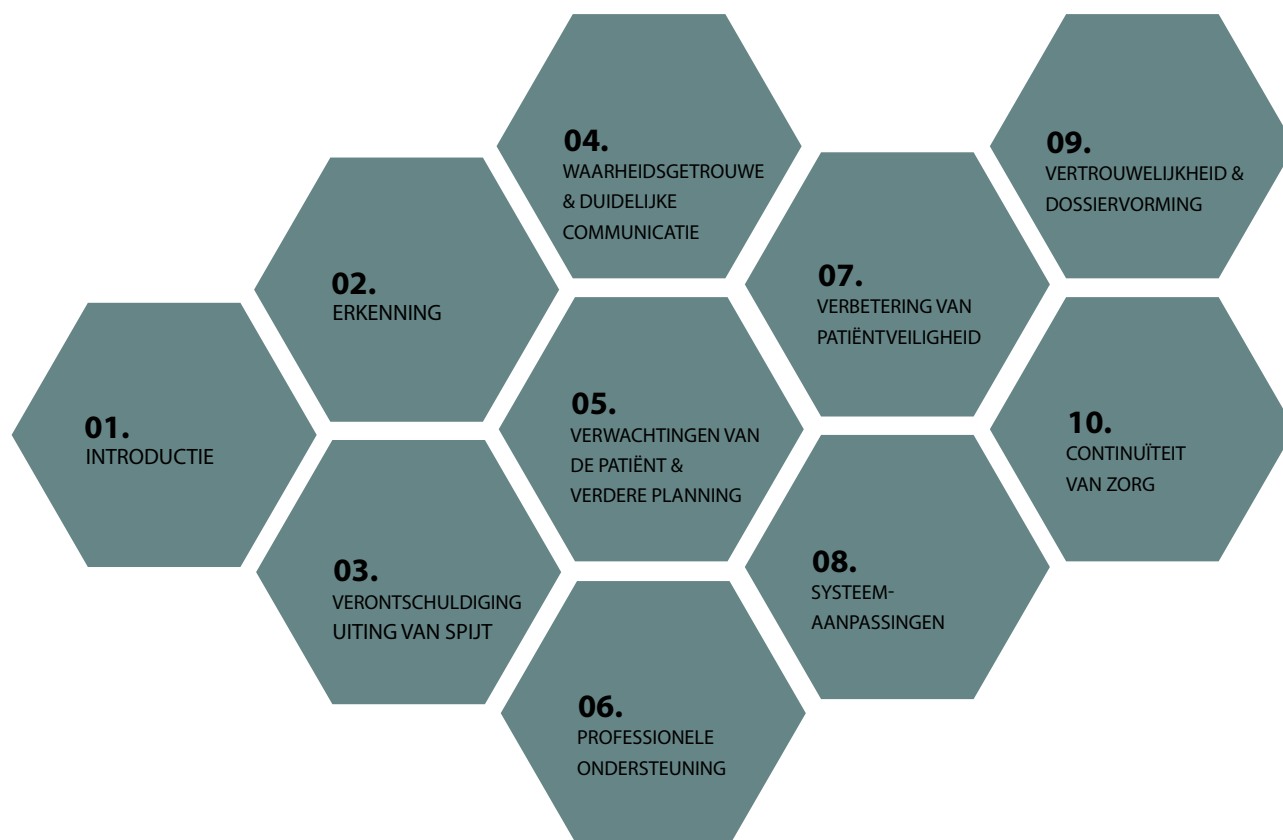 01.
INTRODUCTIE
02.
ERKENNING
03.
VERONTSCHULDIGING
UITING VAN SPIJT
04.
WAARHEIDSGETROUWE
& DUIDELIJKE
COMMUNICATIE
05.
VERWACHTINGEN VAN
DE PATIËNT &
VERDERE PLANNING
06.
PROFESSIONELE
ONDERSTEUNING
07.
VERBETERING VAN
PATIËNTVEILIGHEID
08.
SYSTEEM-
AANPASSINGEN
09.
VERTROUWELIJKHEID &
DOSSIERVORMING
10.
CONTINUÏTEIT
VAN ZORG